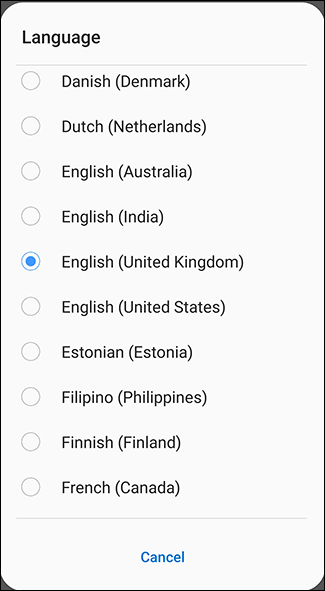 Language
Danish (Denmark)
Dutch (Netherlands)
English (Australia)
English (India)
English (United Kingdom)
English (United States)
Estonian (Estonia)
Filipino (Philippines)
Finnish (Finland)
French (Canada)
Cancel